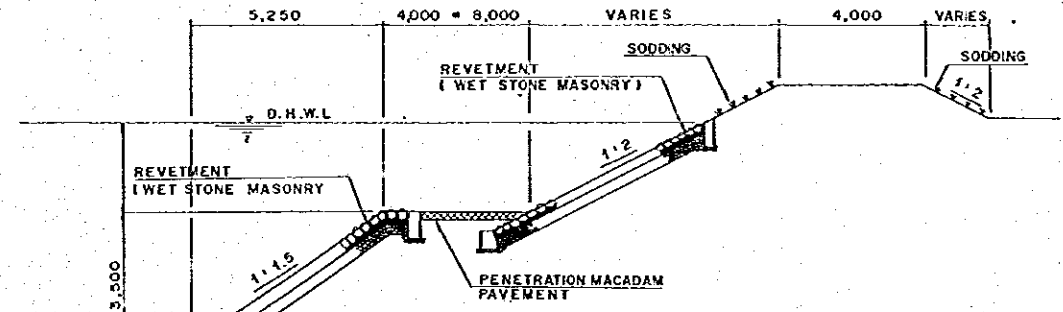 5,250 4,000 ~ 8,000 VARIES 4,000 VARIES
SODDING
SODDING
REVETMENT
( WET STONE MASONRY )
1:2
D.H.W.L
1:2
REVETMENT
( WET STONE MASONRY
1:1.5
PENETRATION MACADAM
PAVEMENT
3,500